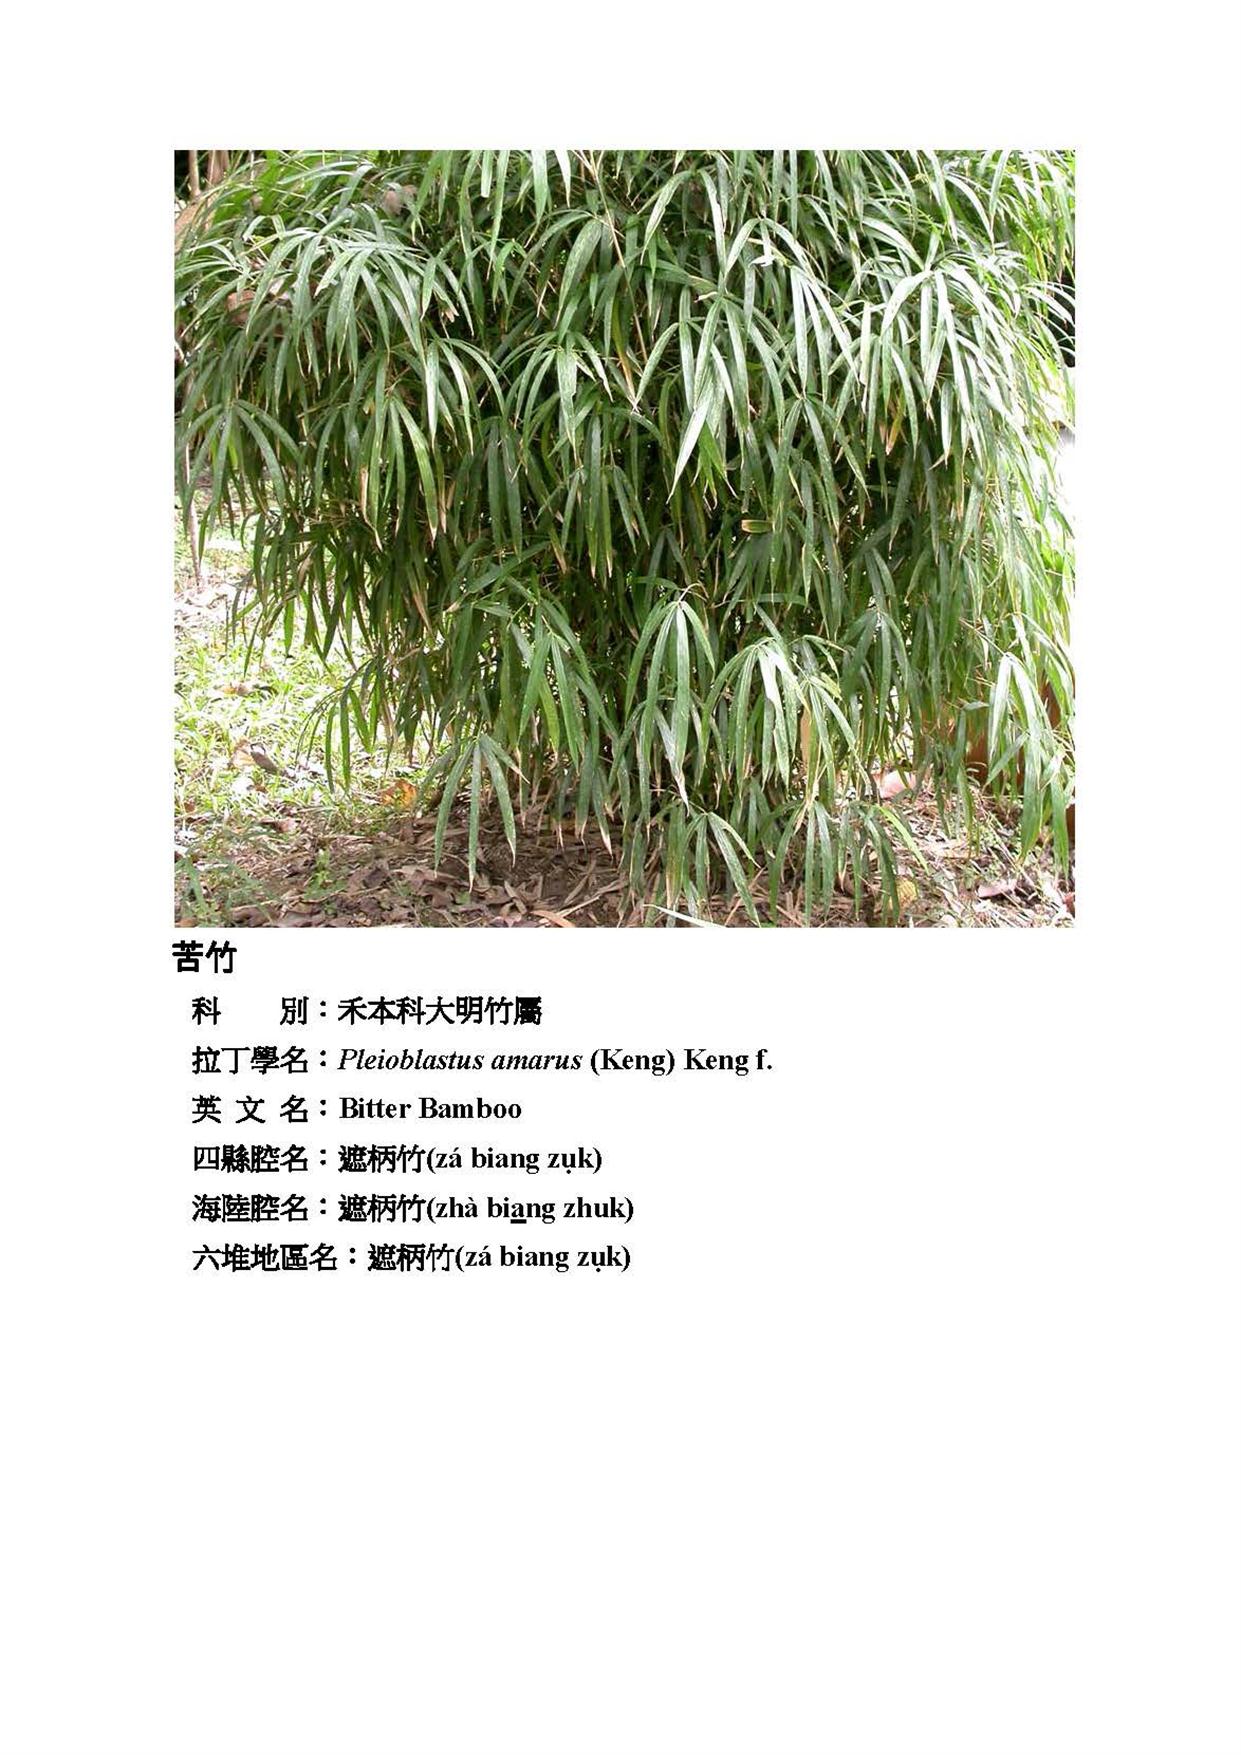 苦竹
科　　別：禾本科大明竹屬
拉丁學名：Pleioblastus amarus (Keng) Keng f.
英 文 名：Bitter Bamboo
四縣腔名：遮柄竹(zá biang zụk)
海陸腔名：遮柄竹(zhà bia̲ng zhuk)
六堆地區名：遮柄竹(zá biang zụk)